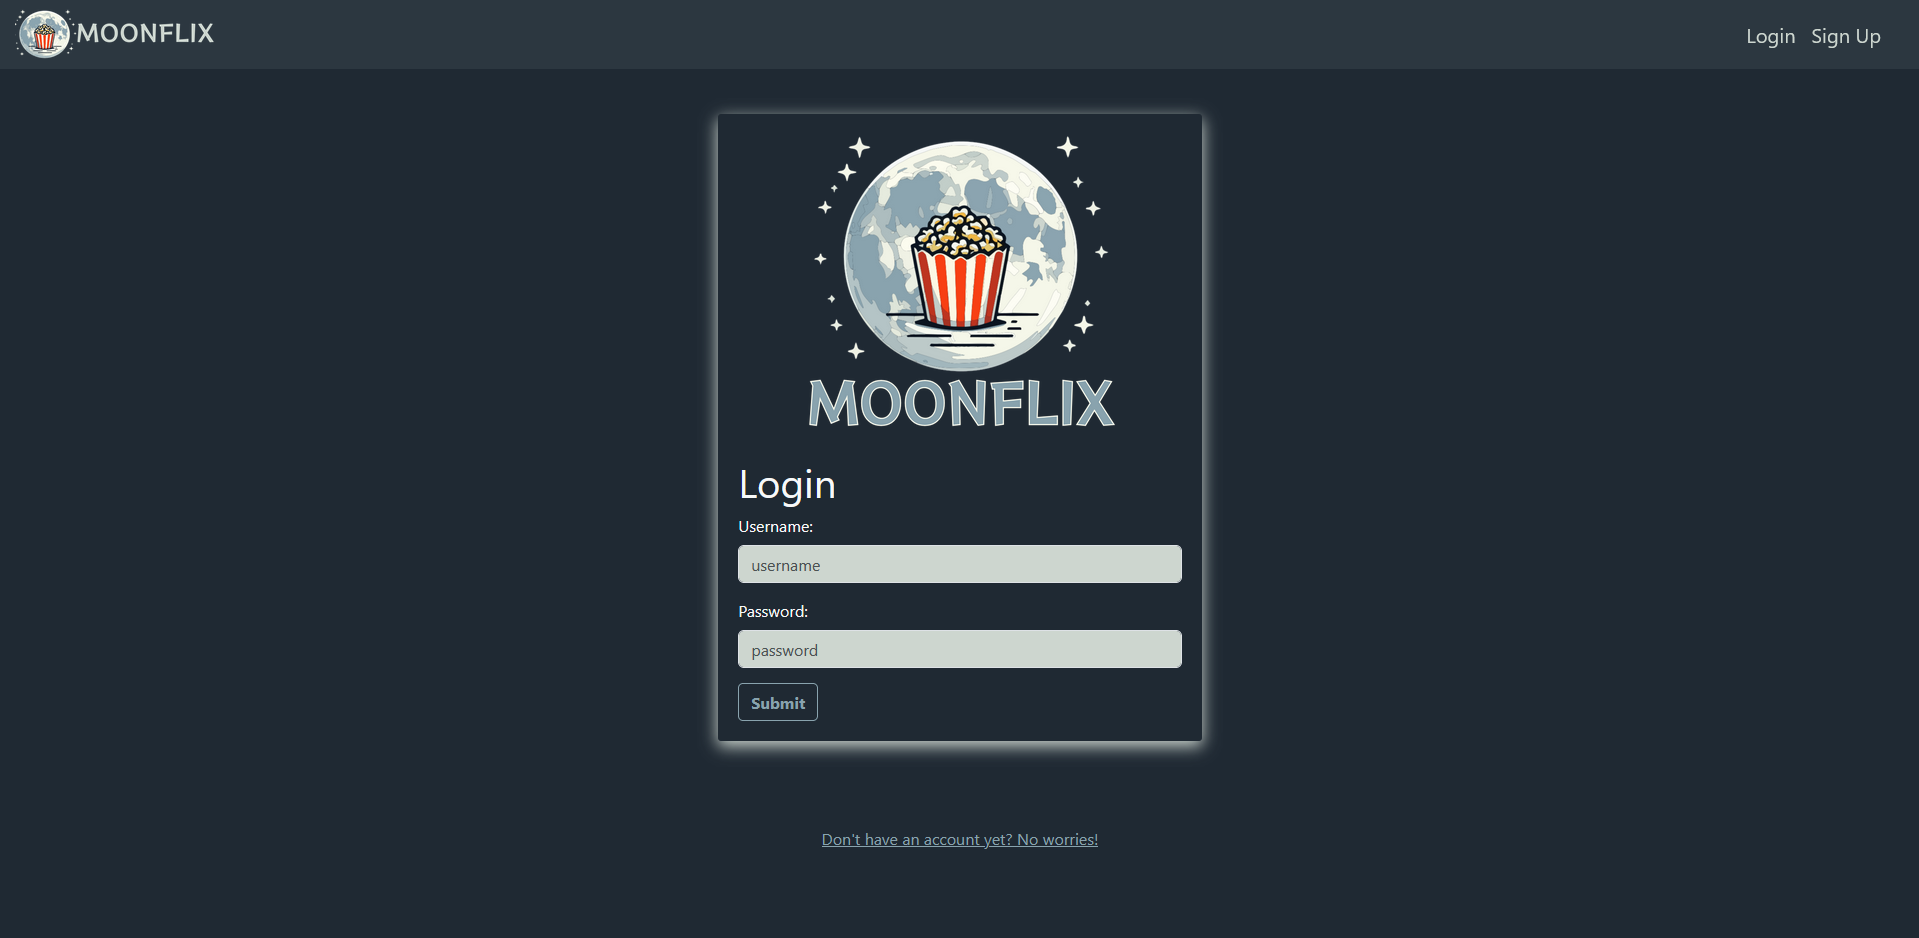 MOONFLIX
Login Sign Up
MOONFLIX
Login
Username:
username
Password:
password
Submit
Don't have an account yet? No worries!